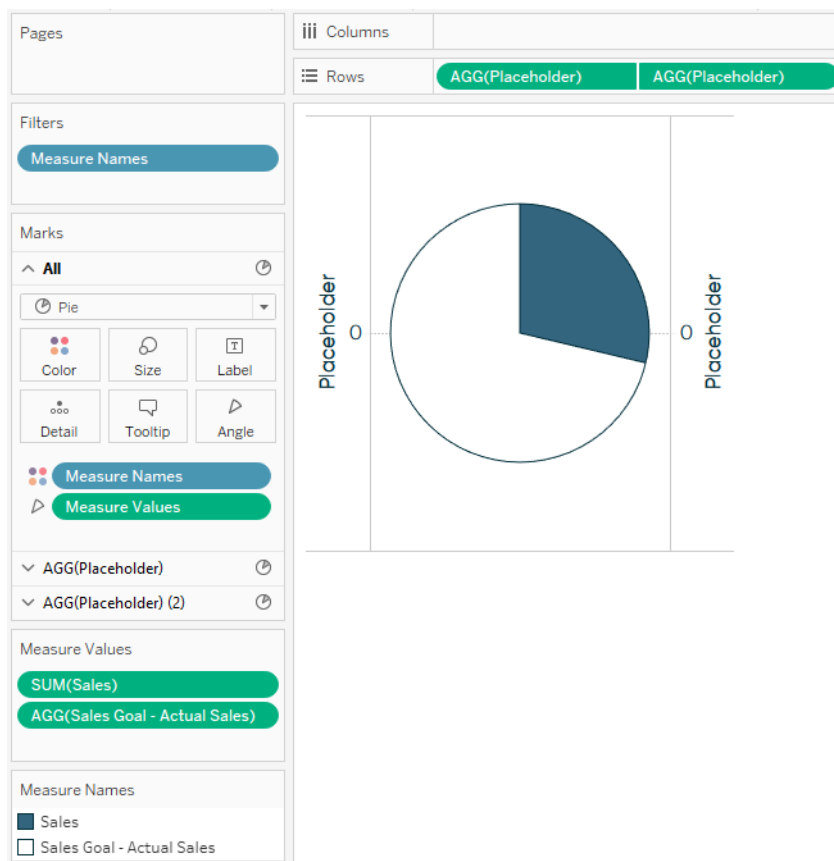 Pages
Columns
Rows
AGG(Placeholder)
AGG(Placeholder)
Filters
Measure Names
Marks
All
Pie
Color
Size
Label
Detail
Tooltip
Angle
Measure Names
Measure Values
AGG(Placeholder)
AGG(Placeholder) (2)
Measure Values
SUM(Sales)
AGG(Sales Goal - Actual Sales)
Measure Names
Sales
Sales Goal - Actual Sales
Placeholder
0
0
Placeholder